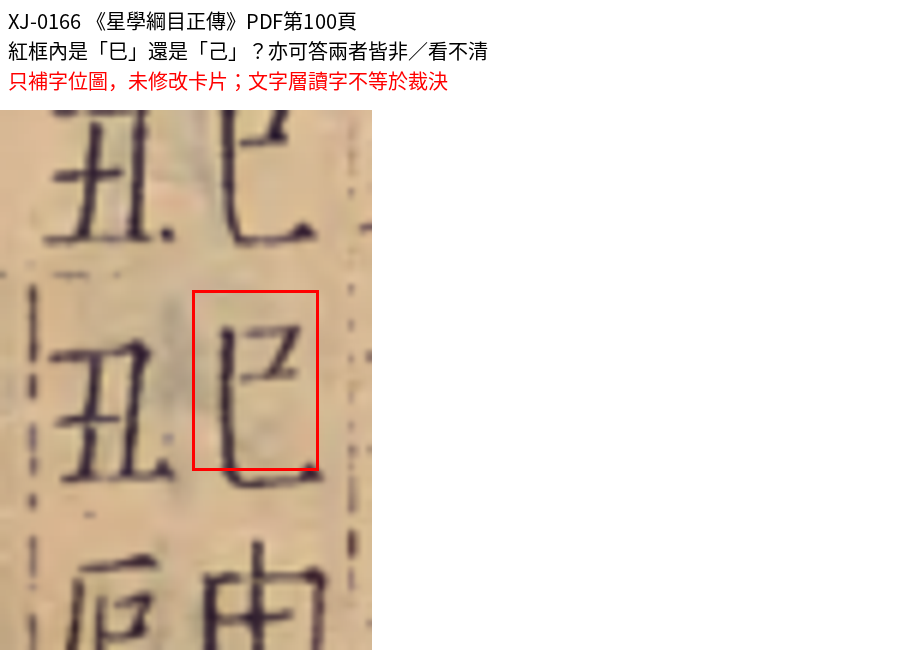 XJ-0166 《星學綱目正傳》PDF第100頁
紅框內是「巳」還是「己」？亦可答兩者皆非／看不清
只補字位圖，未修改卡片；文字層讀字不等於裁決
丑 巳
丑 巳